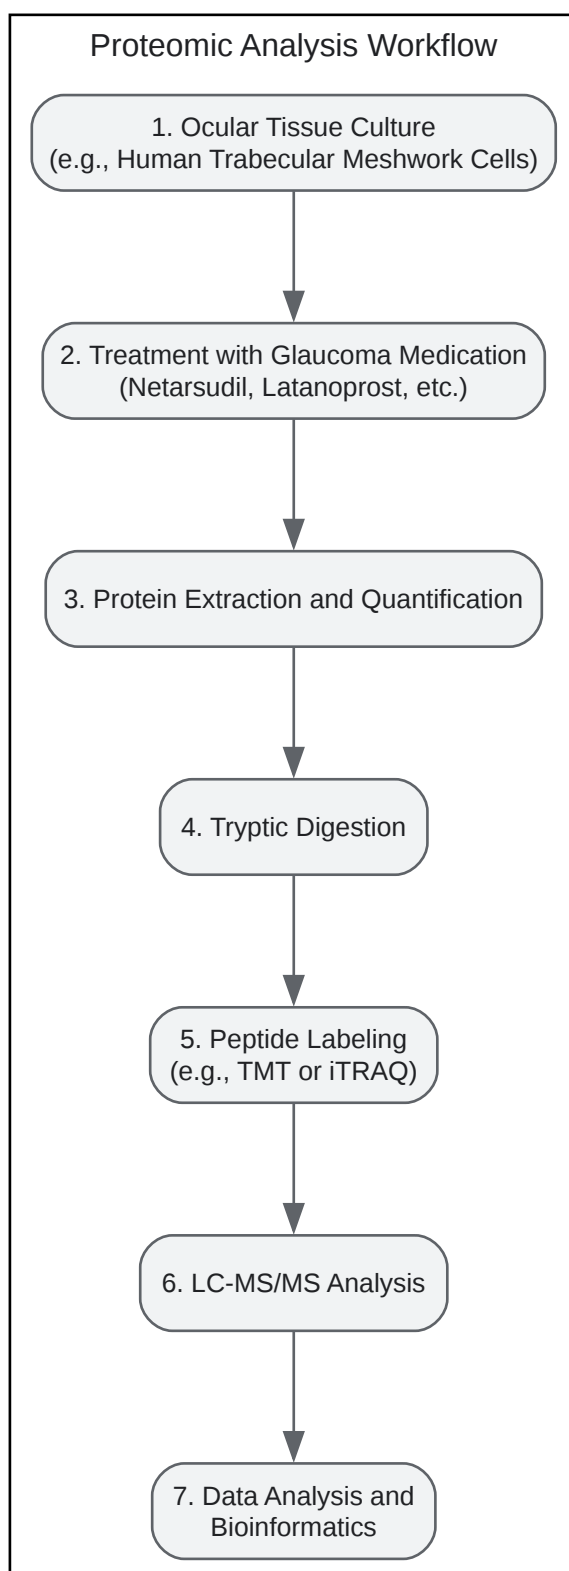 Proteomic Analysis Workflow
1. Ocular Tissue Culture
(e.g., Human Trabecular Meshwork Cells)
2. Treatment with Glaucoma Medication
(Netarsudil, Latanoprost, etc.)
3. Protein Extraction and Quantification
4. Tryptic Digestion
5. Peptide Labeling
(e.g., TMT or iTRAQ)
6. LC-MS/MS Analysis
7. Data Analysis and
Bioinformatics